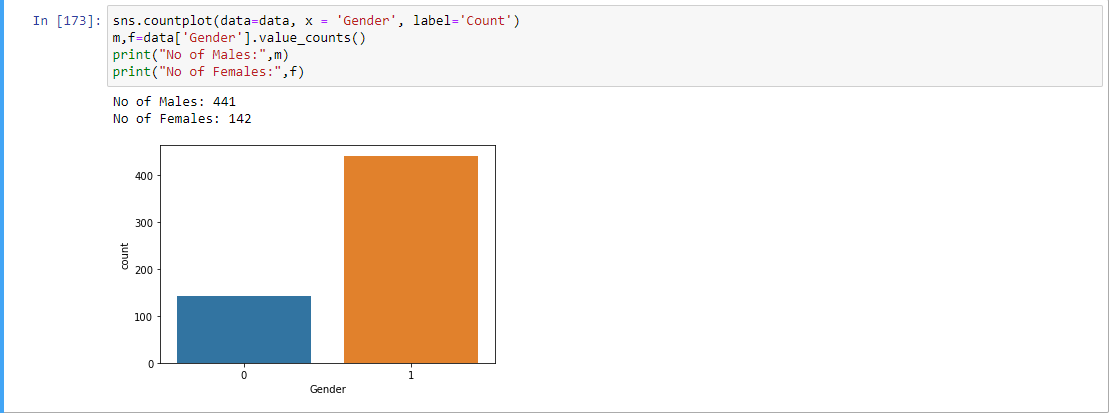 In [173]: sns.countplot(data=data, x = 'Gender', label='Count')
m,f=data['Gender'].value_counts()
print("No of Males:",m)
print("No of Females:",f)
No of Males: 441
No of Females: 142
400
300
200
100
0
count
0 1
Gender